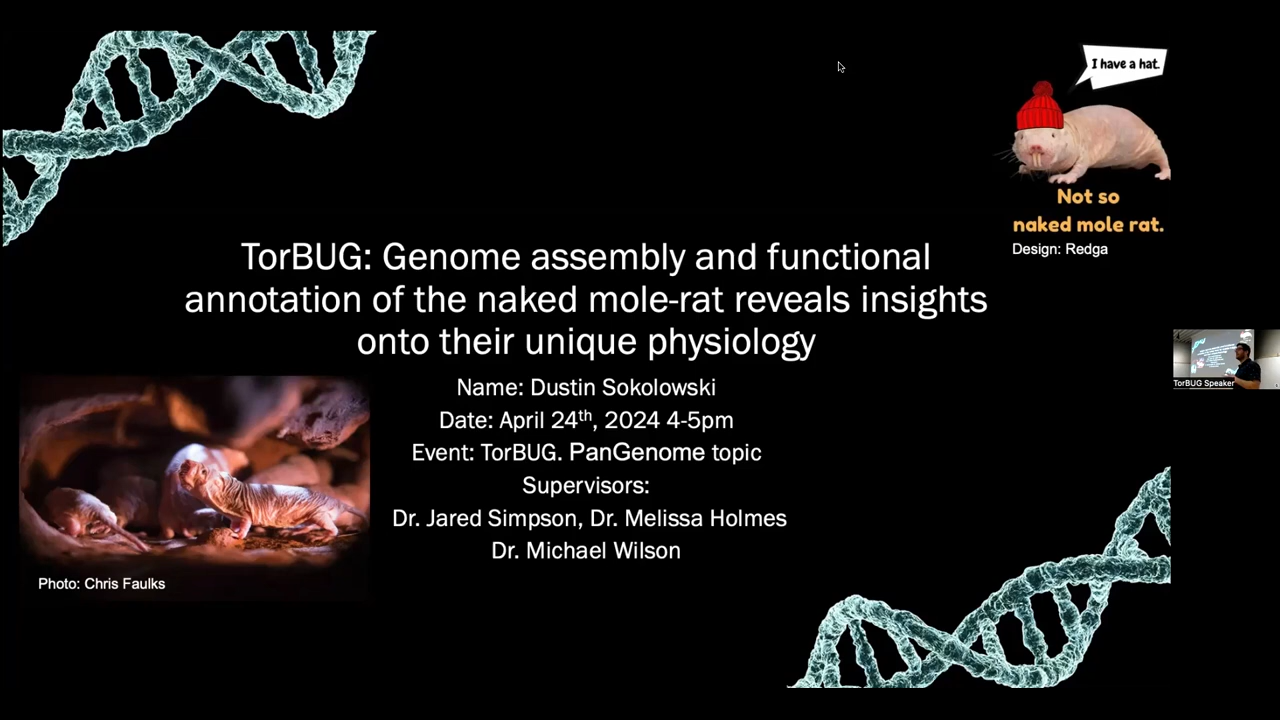 I have a hat.
Not so
naked mole rat.
Design: Redga
TorBUG: Genome assembly and functional
annotation of the naked mole-rat reveals insights
onto their unique physiology
Name: Dustin Sokolowski
Date: April 24th, 2024 4-5pm
Event: TorBUG. PanGenome topic
Supervisors:
Dr. Jared Simpson, Dr. Melissa Holmes
Dr. Michael Wilson
Photo: Chris Faulks
TorBUG Speaker